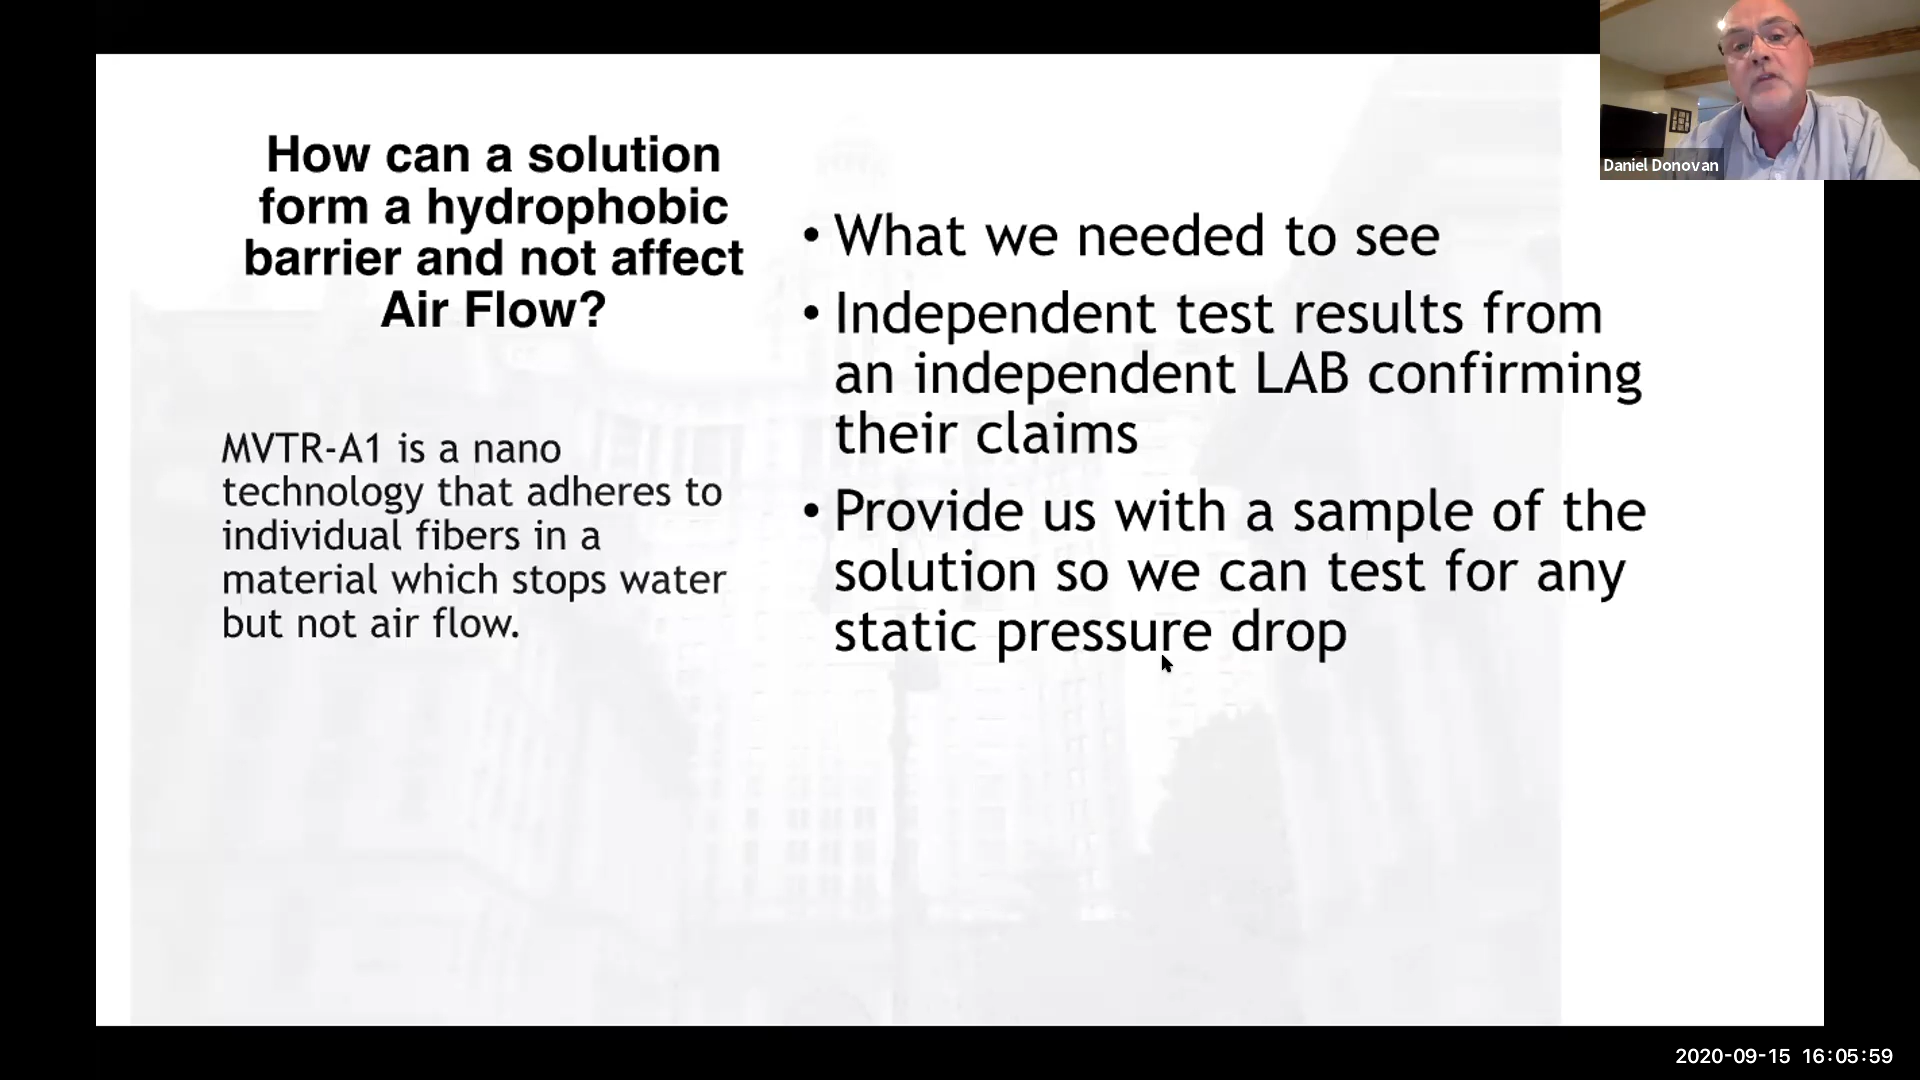 How can a solution
form a hydrophobic
barrier and not affect
Air Flow?
MVTR-A1 is a nano
technology that adheres to
individual fibers in a
material which stops water
but not air flow.
• What we needed to see
• Independent test results from
an independent LAB confirming
their claims
• Provide us with a sample of the
solution so we can test for any
static pressure drop
Daniel Donovan
2020-09-15 16:05:59